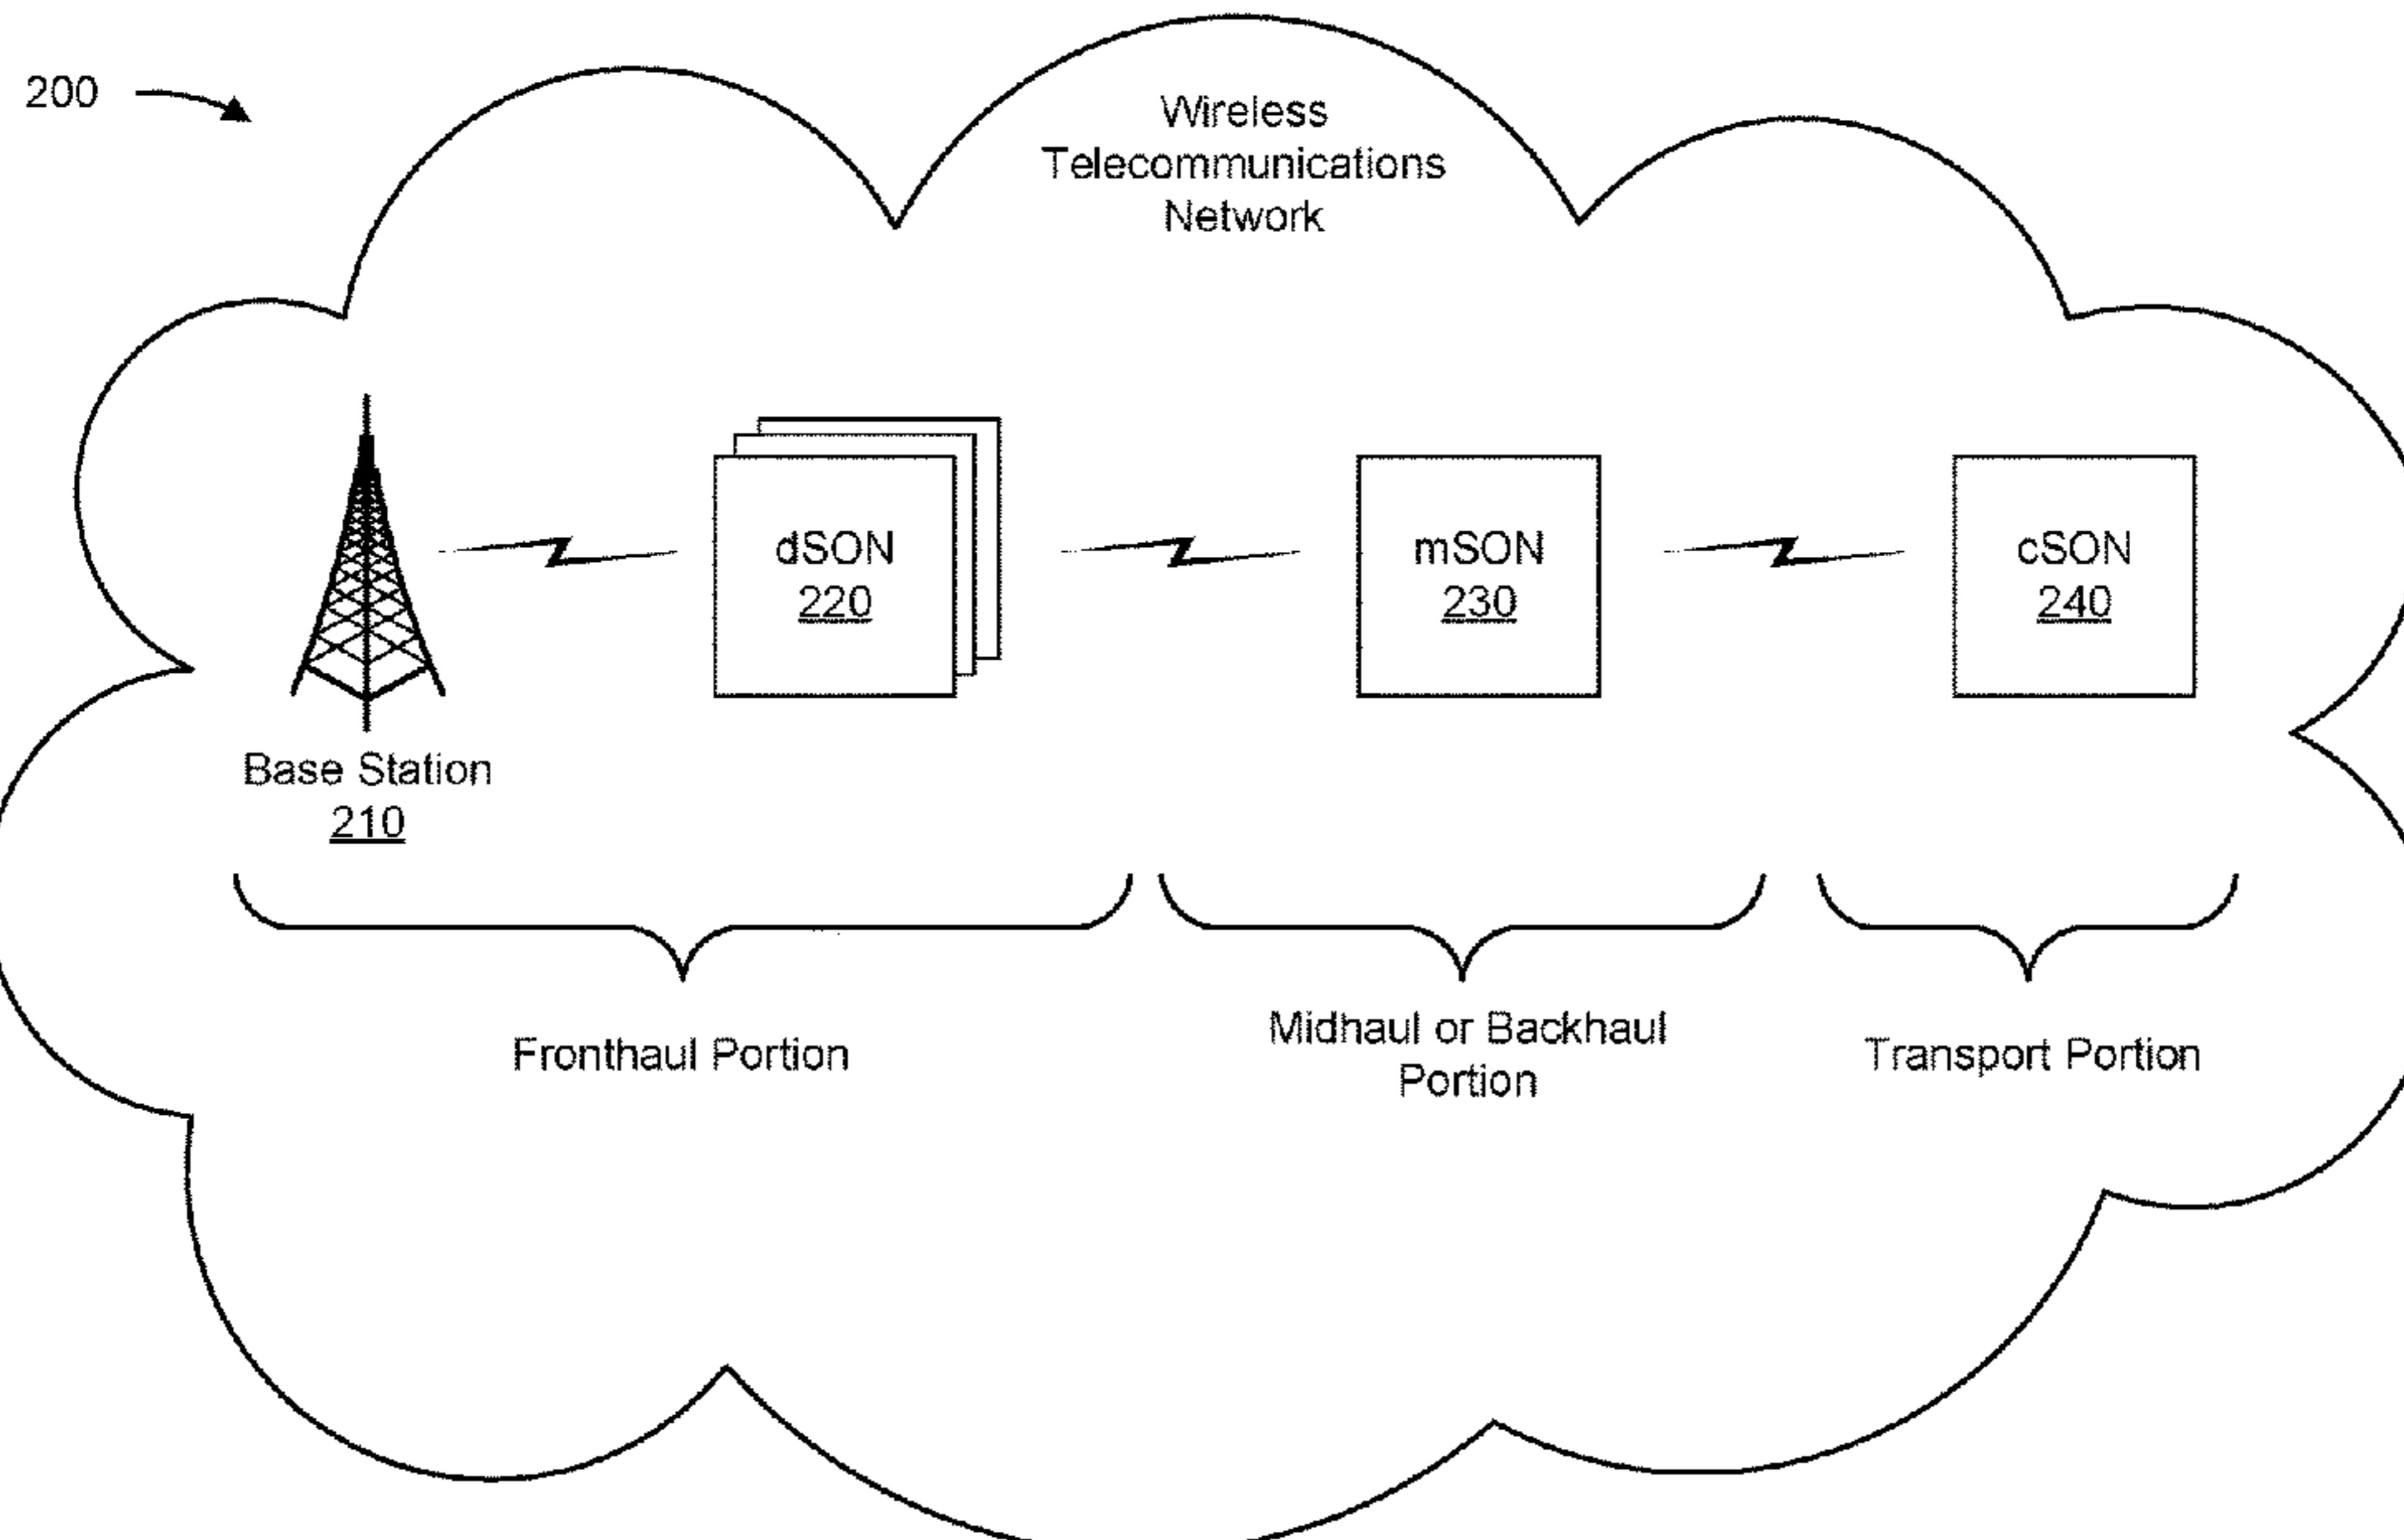 200
Wireless
Telecommunications
Network
dSON
220
mSON
230
cSON
240
Base Station
210
Fronthaul Portion
Midhaul or Backhaul
Portion
Transport Portion